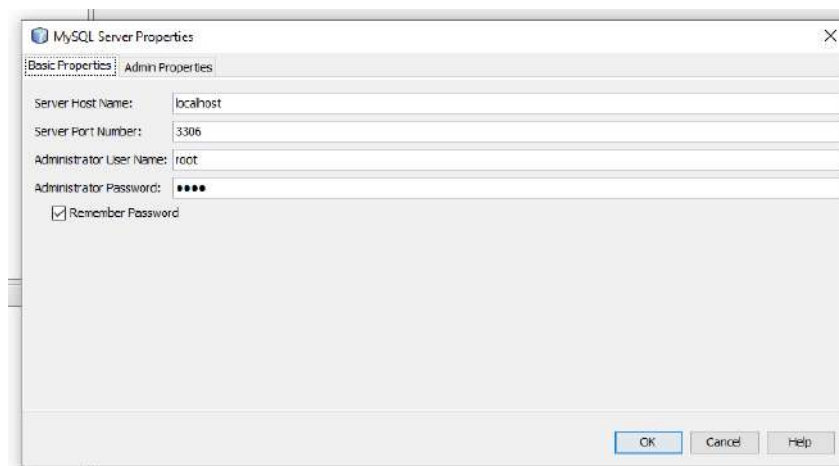 MySQL Server Properties
Basic Properties Admin Properties
Server Host Name: localhost
Server Port Number: 3306
Administrator User Name: root
Administrator Password: ••••
Remember Password
OK Cancel Help